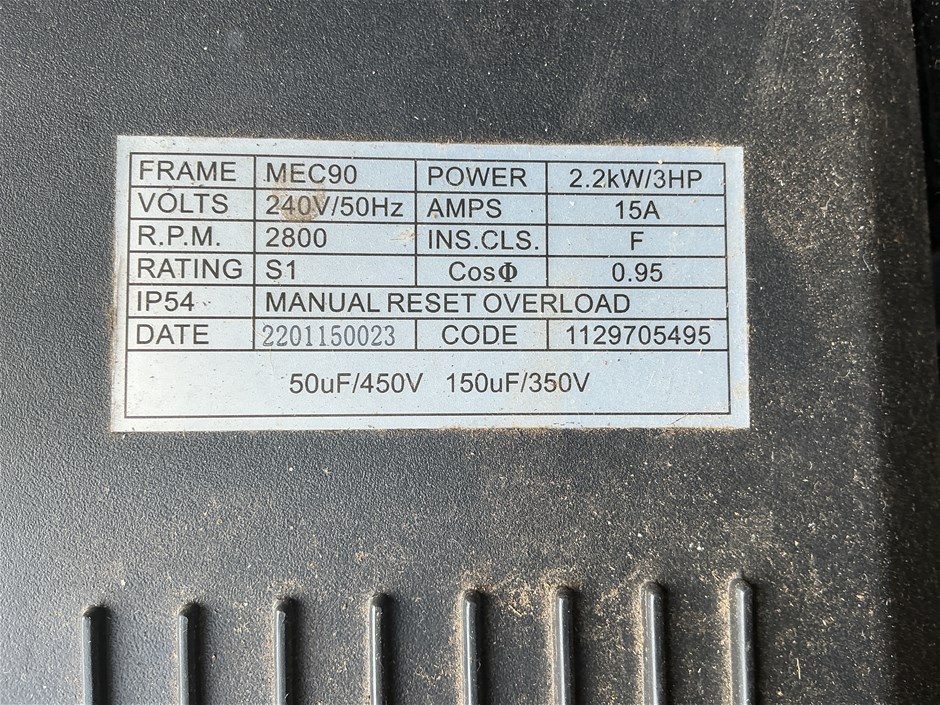 FRAME MEC90 POWER 2.2kW/3HP
VOLTS 240V/50Hz AMPS 15A
R.P.M. 2800 INS.CLS. F
RATING S1 CosΦ 0.95
IP54 MANUAL RESET OVERLOAD
DATE 2201150023 CODE 1129705495
50uF/450V 150uF/350V